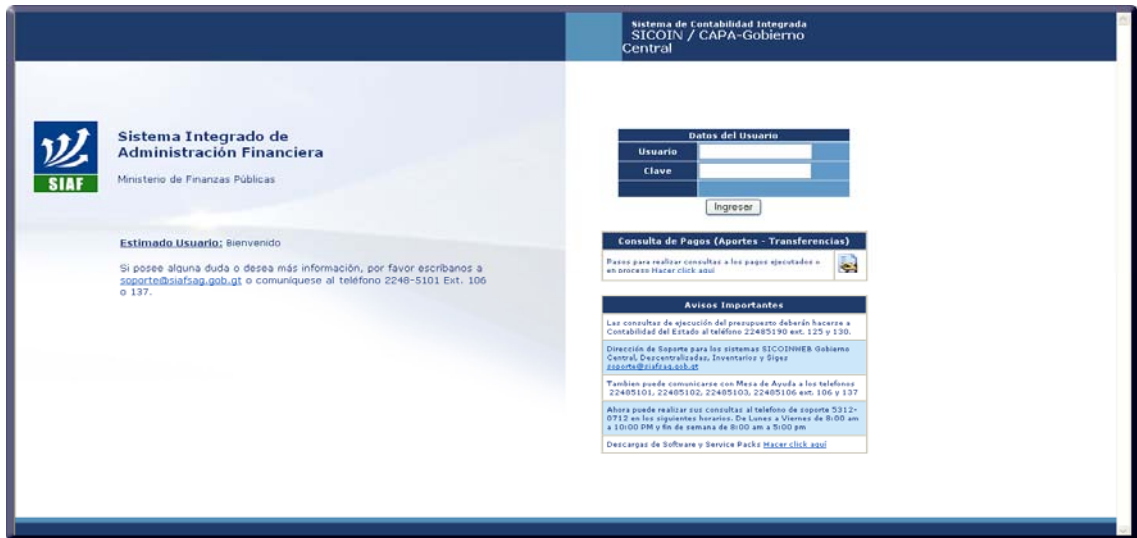 Sistema de Contabilidad Integrada
SICOIN / CAPA-Gobierno
Central
Sistema Integrado de
Administración Financiera
Ministerio de Finanzas Públicas
SIAF
Estimado Usuario: Bienvenido
Si posee alguna duda o desea más información, por favor escríbanos a
soporte@siafsag.gob.gt o comuníquese al teléfono 2248-5101 Ext. 106
o 137.
Datos del Usuario
Usuario
Clave
Ingresar
Consulta de Pagos (Aportes - Transferencias)
Pasos para realizar consultas a los pagos ejecutados o
en proceso Hacer click aquí
Avisos Importantes
Las consultas de ejecución del presupuesto deberán hacerse a
Contabilidad del Estado al teléfono 22485190 ext. 125 y 130.
Dirección de Soporte para los sistemas SICOINWEB Gobierno
Central, Descentralizadas, Inventarios y Siges
soporte@siafsag.gob.gt
Tambien puede comunicarse con Mesa de Ayuda a los telefonos
22485101, 22485102, 22485103, 22485106 ext. 106 y 137
Ahora puede realizar sus consultas al telefono de soporte 5312-
0712 en los siguientes horarios. De Lunes a Viernes de 8:00 am
a 10:00 PM y fin de semana de 8:00 am a 5:00 pm
Descargas de Software y Service Packs Hacer click aquí